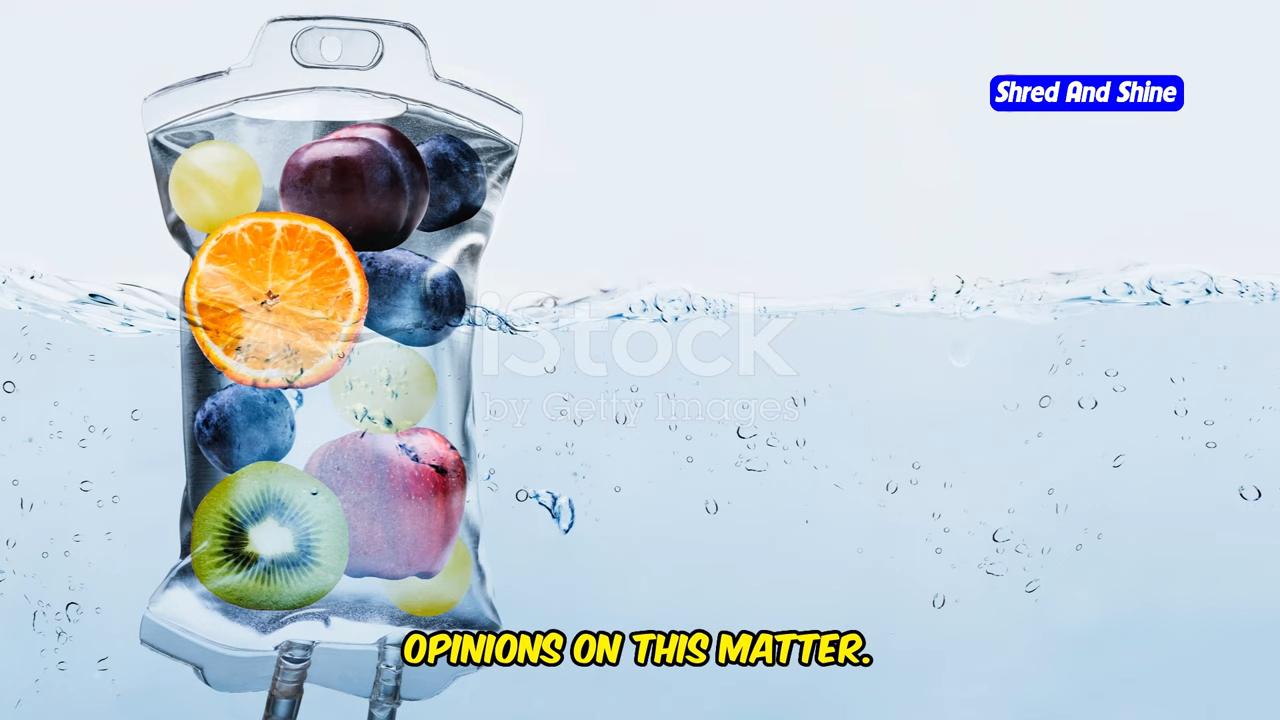 Shred And Shine
iStock
by Getty Images
OPINIONS ON THIS MATTER.